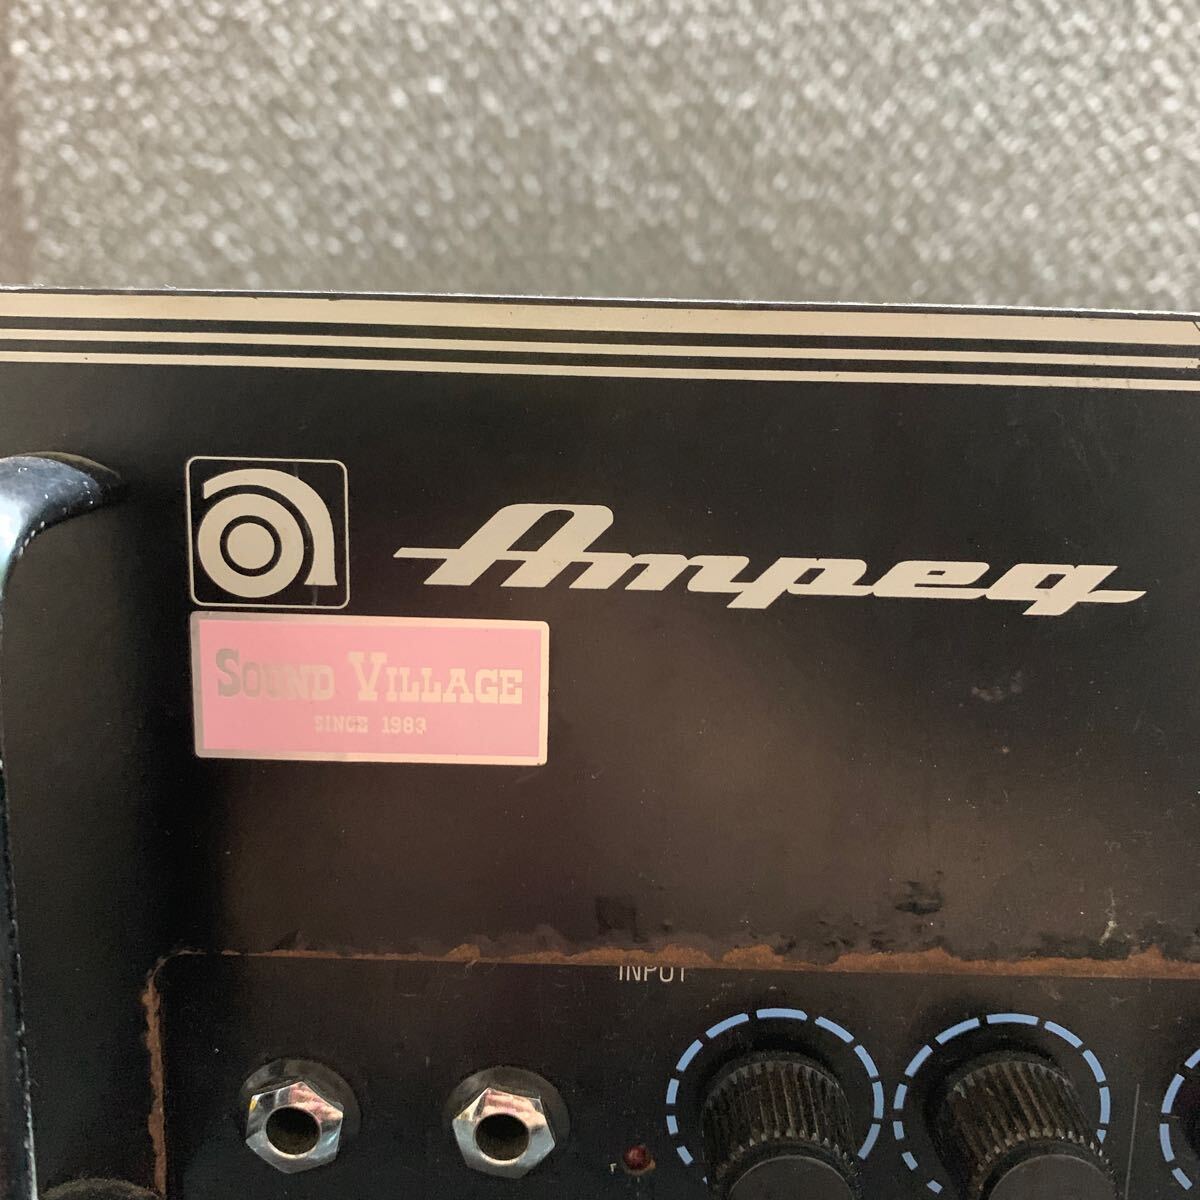 Ampeg
SOUND VILLAGE
SINCE 1983
INPUT